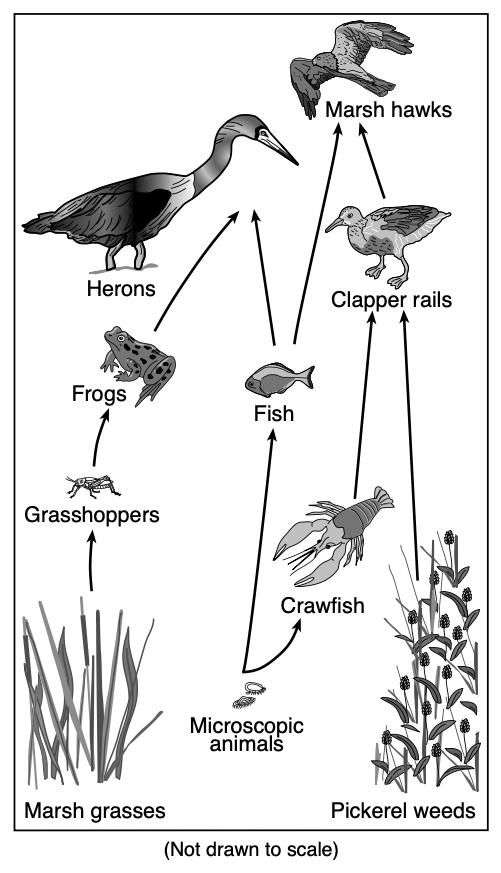 Marsh hawks
Herons
Clapper rails
Frogs
Fish
Grasshoppers
Crawfish
Microscopic
animals
Marsh grasses
Pickerel weeds
(Not drawn to scale)